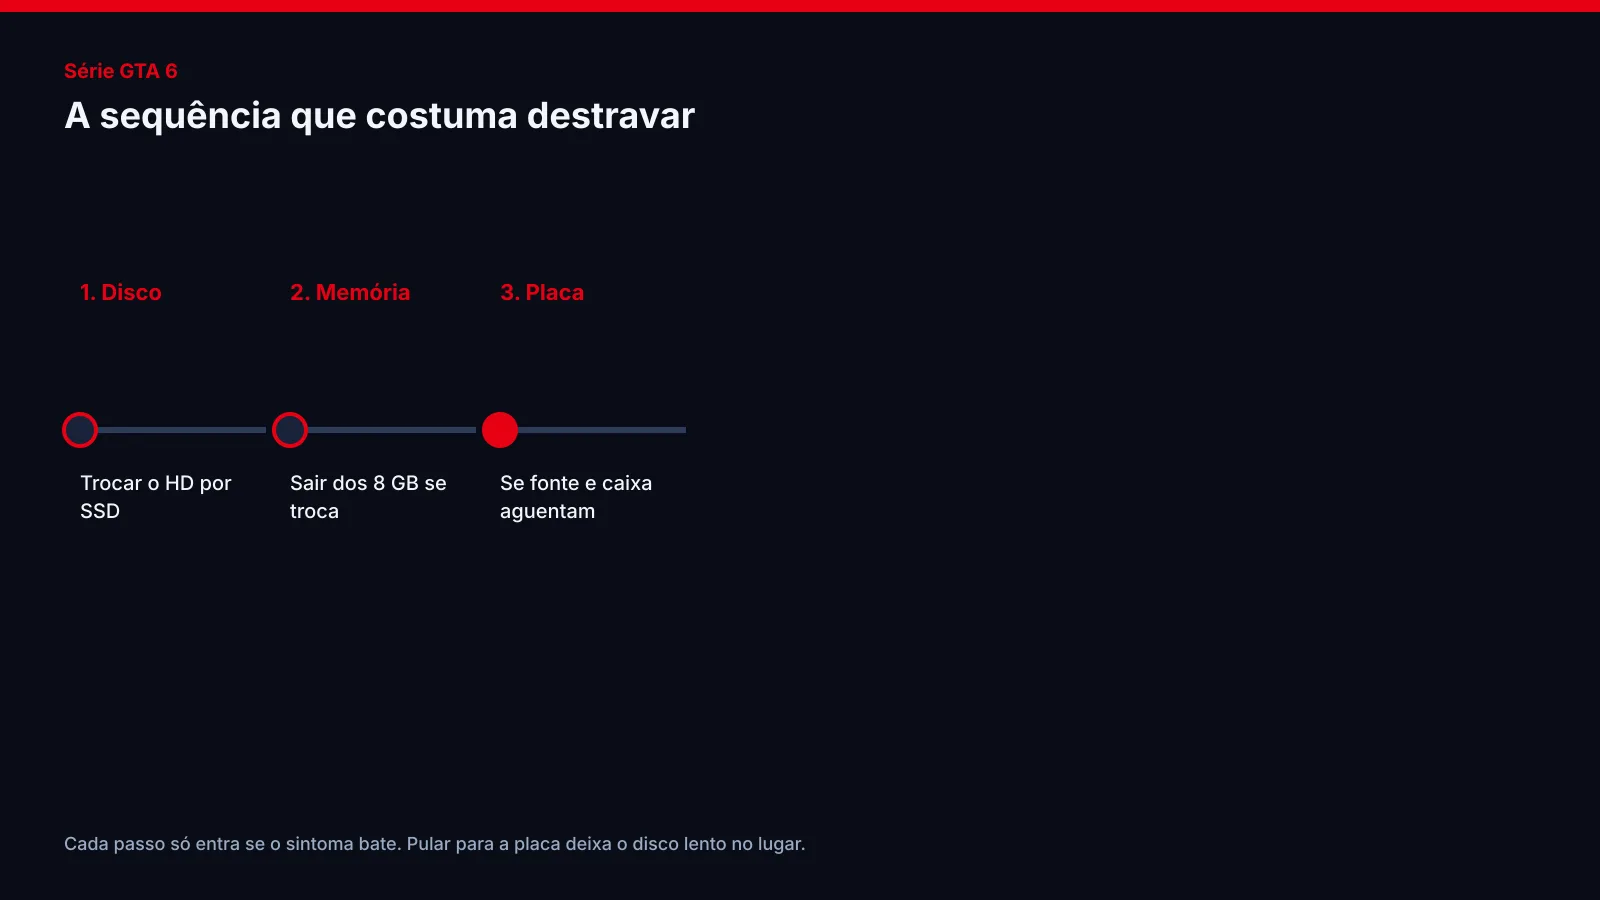 Série GTA 6
A sequência que costuma destravar
1. Disco
2. Memória
3. Placa
Trocar o HD por
SSD
Sair dos 8 GB se
troca
Se fonte e caixa
aguentam
Cada passo só entra se o sintoma bate. Pular para a placa deixa o disco lento no lugar.